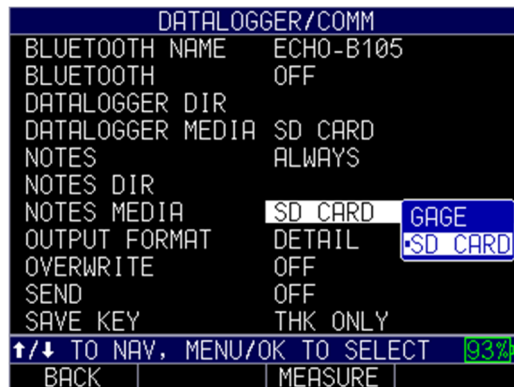 DATALOGGER/COMM
BLUETOOTH NAME ECHO-B105
BLUETOOTH OFF
DATALOGGER DIR
DATALOGGER MEDIA SD CARD
NOTES ALWAYS
NOTES DIR
NOTES MEDIA SD CARD GAGE
OUTPUT FORMAT DETAIL ▪SD CARD
OVERWRITE OFF
SEND OFF
SAVE KEY THK ONLY
↑/↓ TO NAV, MENU/OK TO SELECT 93%
BACK MEASURE